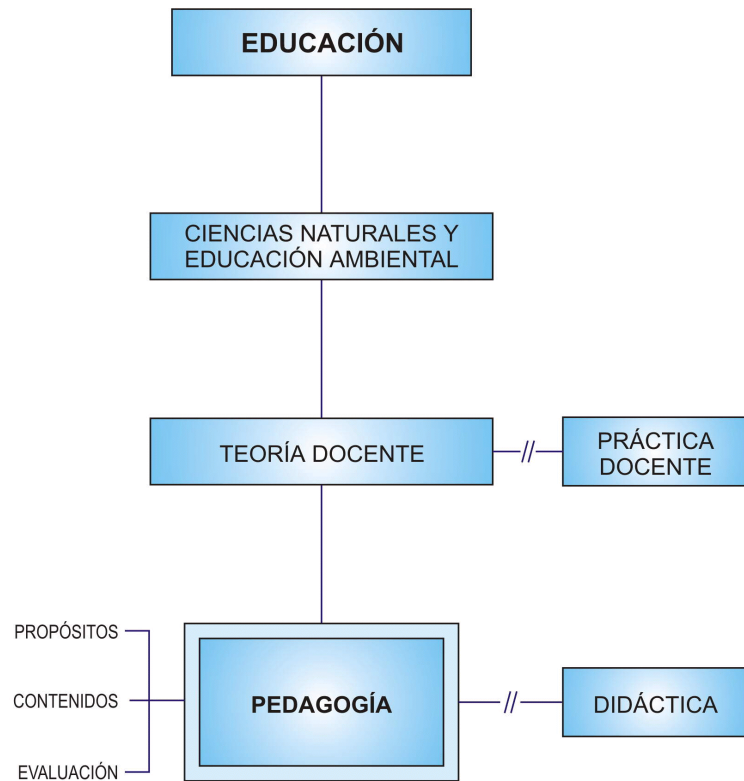 EDUCACIÓN
CIENCIAS NATURALES Y
EDUCACIÓN AMBIENTAL
TEORÍA DOCENTE
//
PRÁCTICA
DOCENTE
PROPÓSITOS
CONTENIDOS
EVALUACIÓN
PEDAGOGÍA
//
DIDÁCTICA